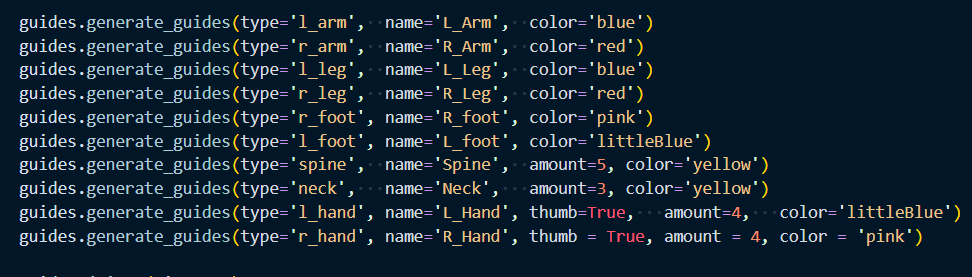 guides.generate_guides(type='l_arm',  name='L_Arm',  color='blue')
guides.generate_guides(type='r_arm',  name='R_Arm',  color='red')
guides.generate_guides(type='l_leg',  name='L_Leg',  color='blue')
guides.generate_guides(type='r_leg',  name='R_Leg',  color='red')
guides.generate_guides(type='r_foot', name='R_foot', color='pink')
guides.generate_guides(type='l_foot', name='L_foot', color='littleBlue')
guides.generate_guides(type='spine',  name='Spine',  amount=5, color='yellow')
guides.generate_guides(type='neck',   name='Neck',   amount=3, color='yellow')
guides.generate_guides(type='l_hand', name='L_Hand', thumb=True,   amount=4,   color='littleBlue')
guides.generate_guides(type='r_hand', name='R_Hand', thumb = True, amount = 4, color = 'pink')